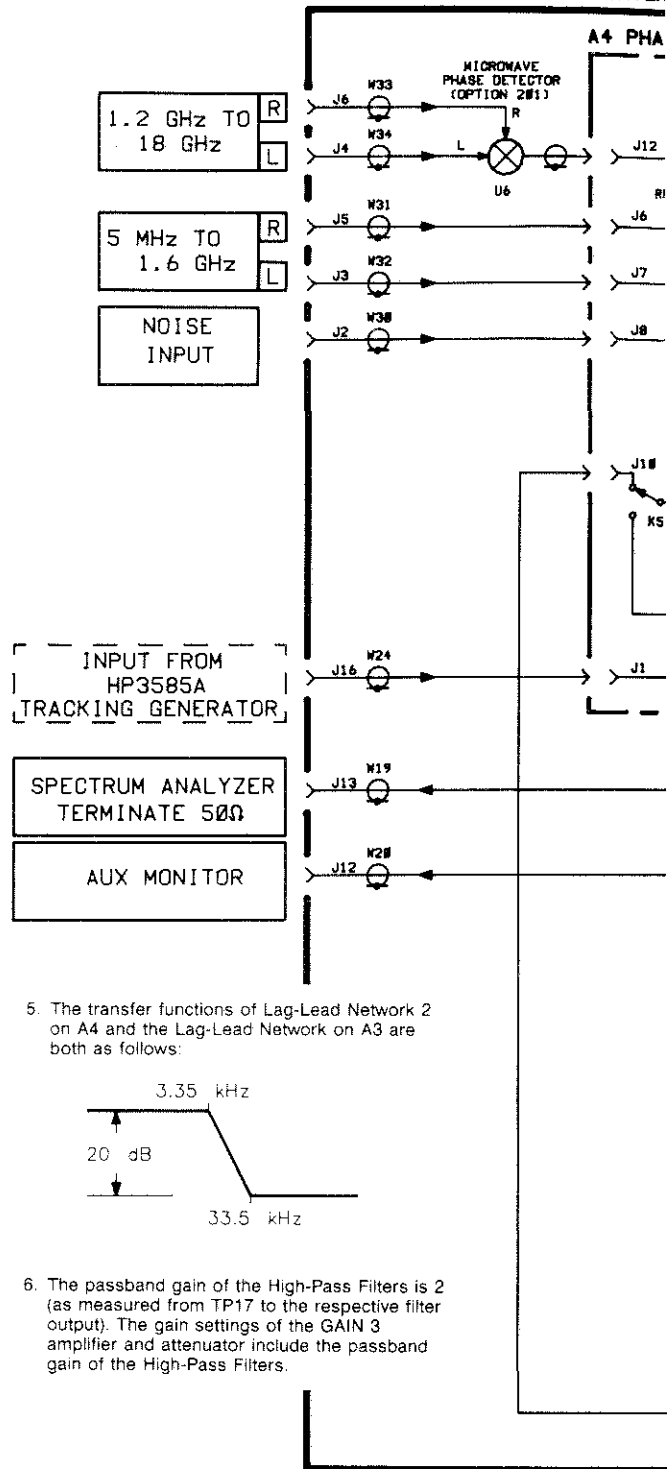 A4 PHA
MICROWAVE
PHASE DETECTOR
(OPTION 2Ø1)
1.2 GHz TO
18 GHz
R
L
J6
W33
R
J4
W34
L
U6
J12
5 MHz TO
1.6 GHz
R
L
J5
W31
J6
J3
W32
J7
NOISE
INPUT
J2
W3Ø
J8
J1Ø
K5
INPUT FROM
HP3585A
TRACKING GENERATOR
J16
W24
J1
SPECTRUM ANALYZER
TERMINATE 5ØΩ
J13
W19
AUX MONITOR
J12
W2Ø
5. The transfer functions of Lag-Lead Network 2
on A4 and the Lag-Lead Network on A3 are
both as follows:
3.35 kHz
20 dB
33.5 kHz
6. The passband gain of the High-Pass Filters is 2
(as measured from TP17 to the respective filter
output). The gain settings of the GAIN 3
amplifier and attenuator include the passband
gain of the High-Pass Filters.